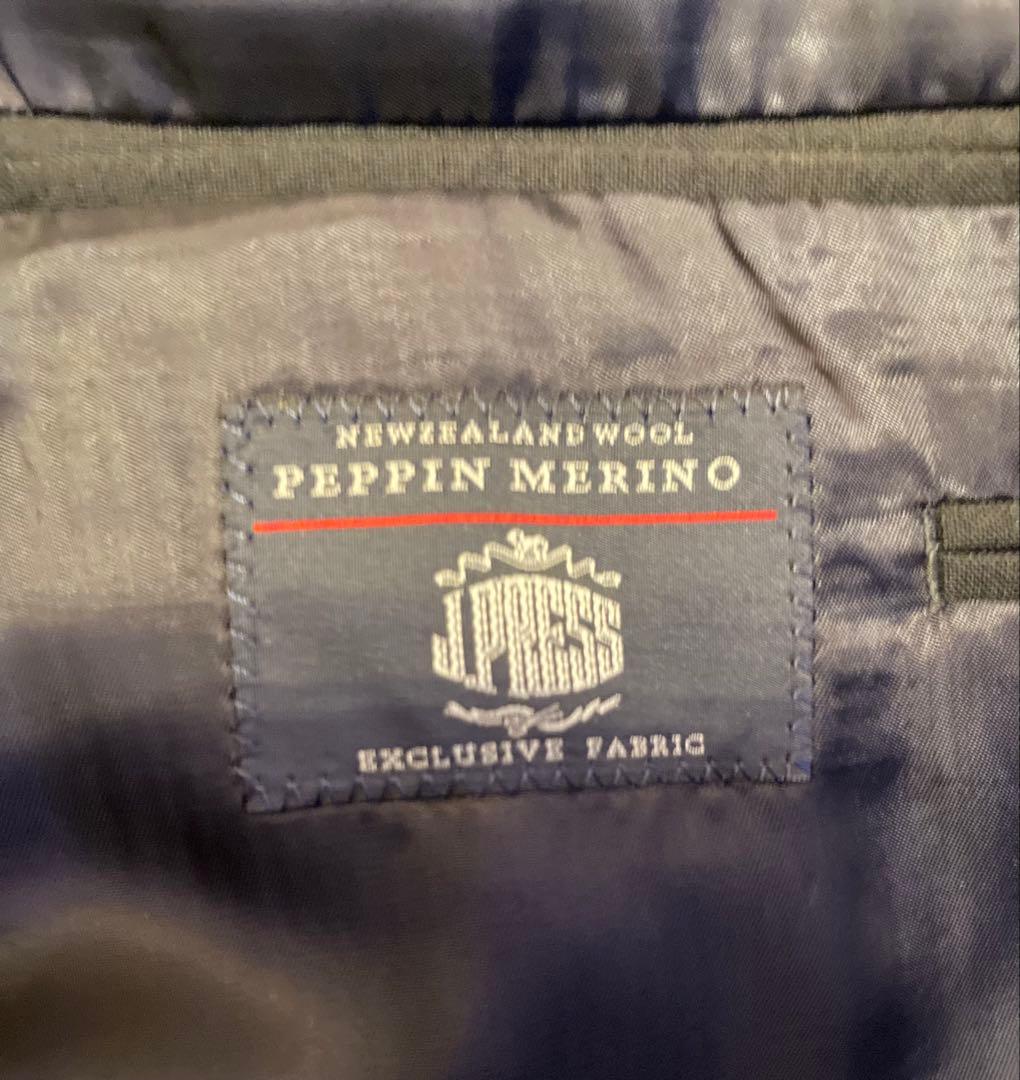 NEWZEALAND WOOL
PEPPIN MERINO
J.PRESS
EXCLUSIVE FABRIC